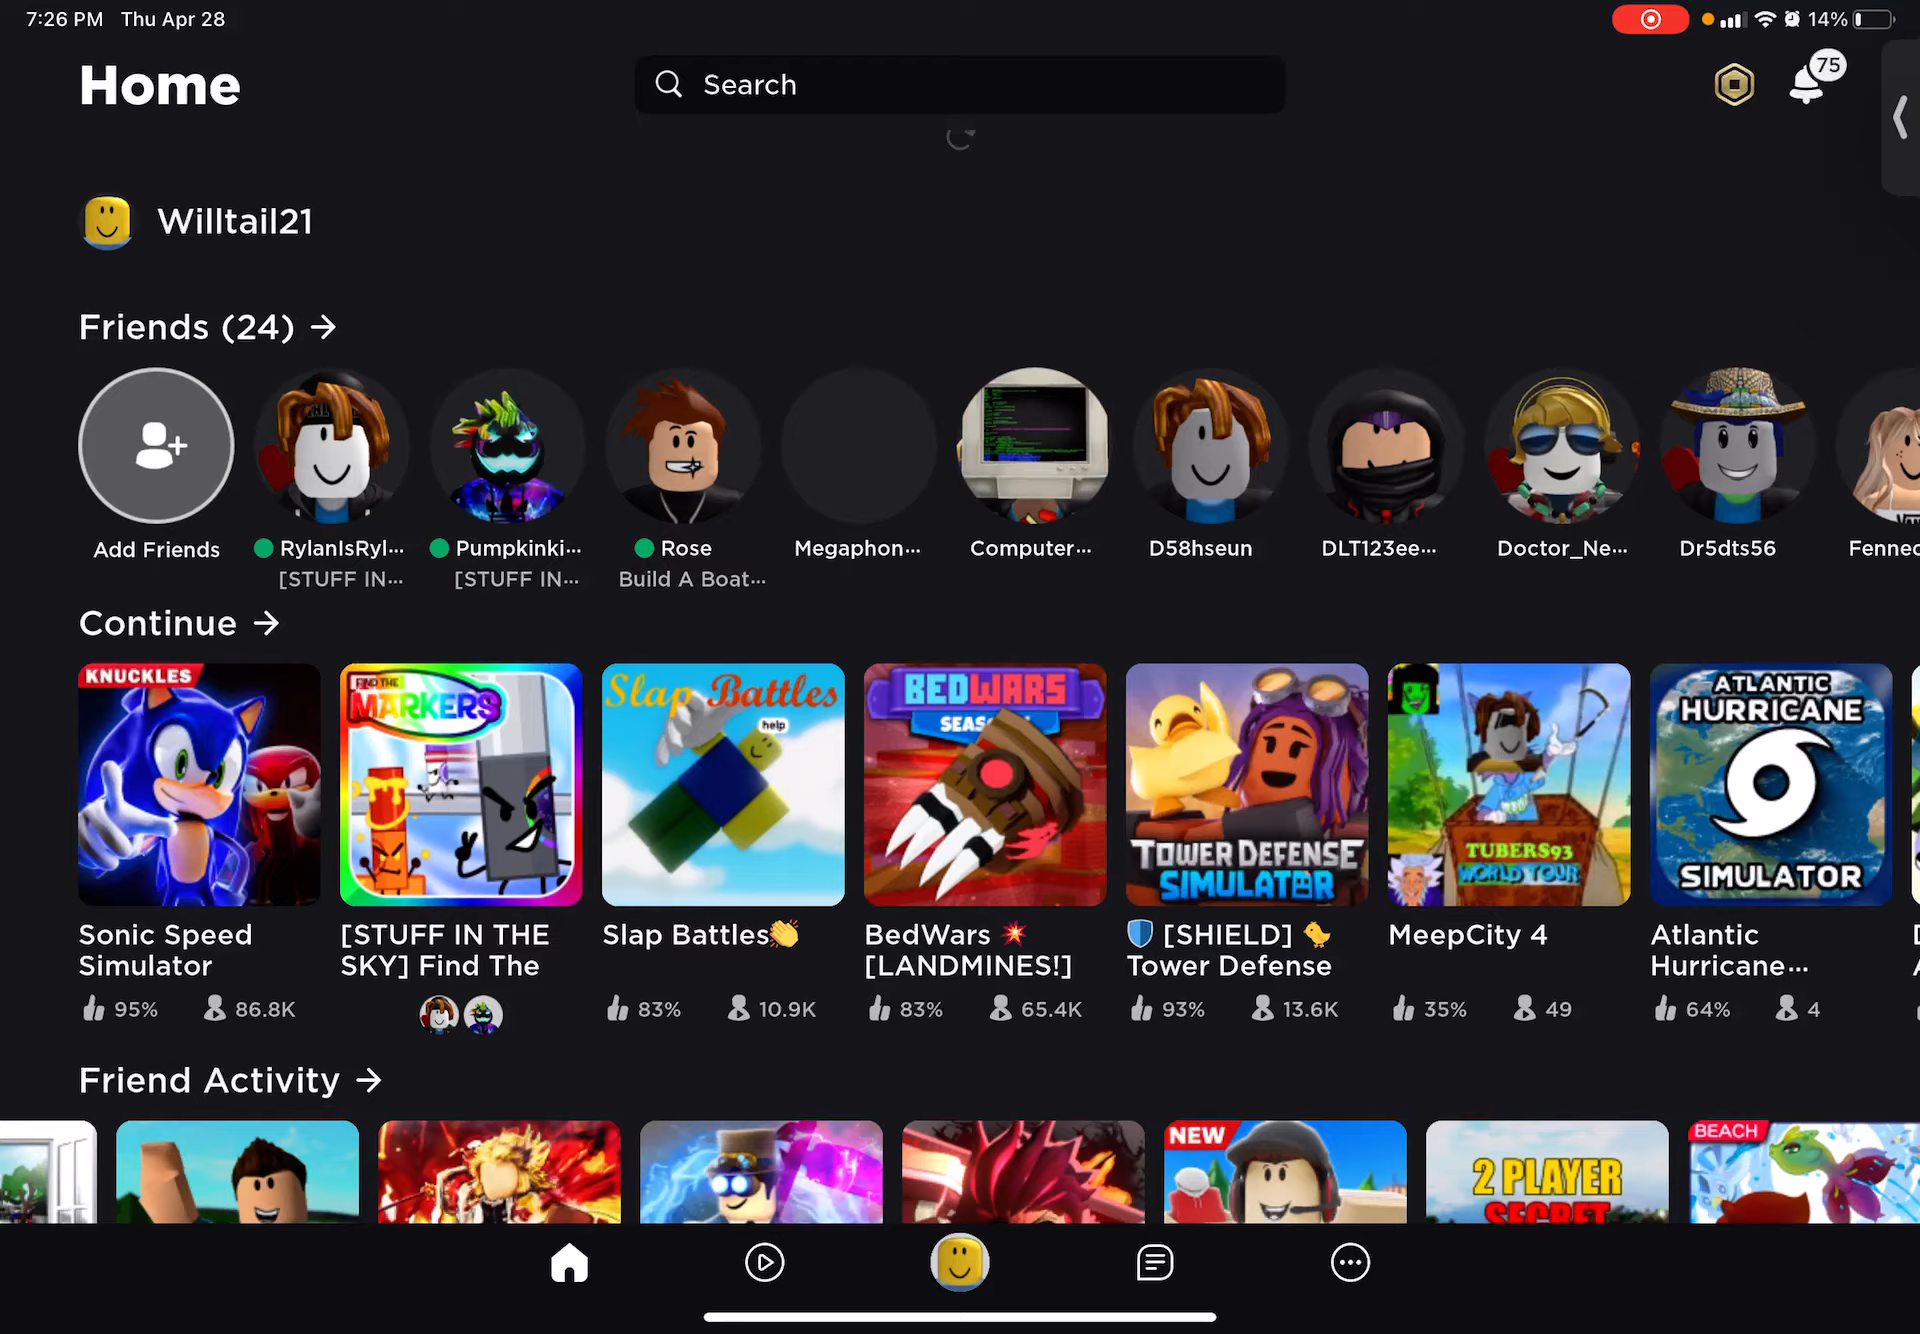 7:26 PM Thu Apr 28
14%
Home
Search
75
Willtail21
Friends (24) →
Add Friends
RylanIsRyl...
[STUFF IN...
Pumpkinki...
[STUFF IN...
Rose
Build A Boat...
Megaphon...
Computer...
D58hseun
DLT123ee...
Doctor_Ne...
Dr5dts56
Fennec
Continue →
KNUCKLES
FIND THE
MARKERS
Slap Battles
help
BEDWARS
TOWER DEFENSE
SIMULATOR
TUBERS93
WORLD TOUR
ATLANTIC
HURRICANE
SIMULATOR
Sonic Speed
Simulator
95% 86.8K
[STUFF IN THE
SKY] Find The
Slap Battles👏
83% 10.9K
BedWars 💥
[LANDMINES!]
83% 65.4K
🛡️ [SHIELD] 🐤
Tower Defense
93% 13.6K
MeepCity 4
35% 49
Atlantic
Hurricane...
64% 4
Friend Activity →
NEW
2 PLAYER
SECRET
BEACH